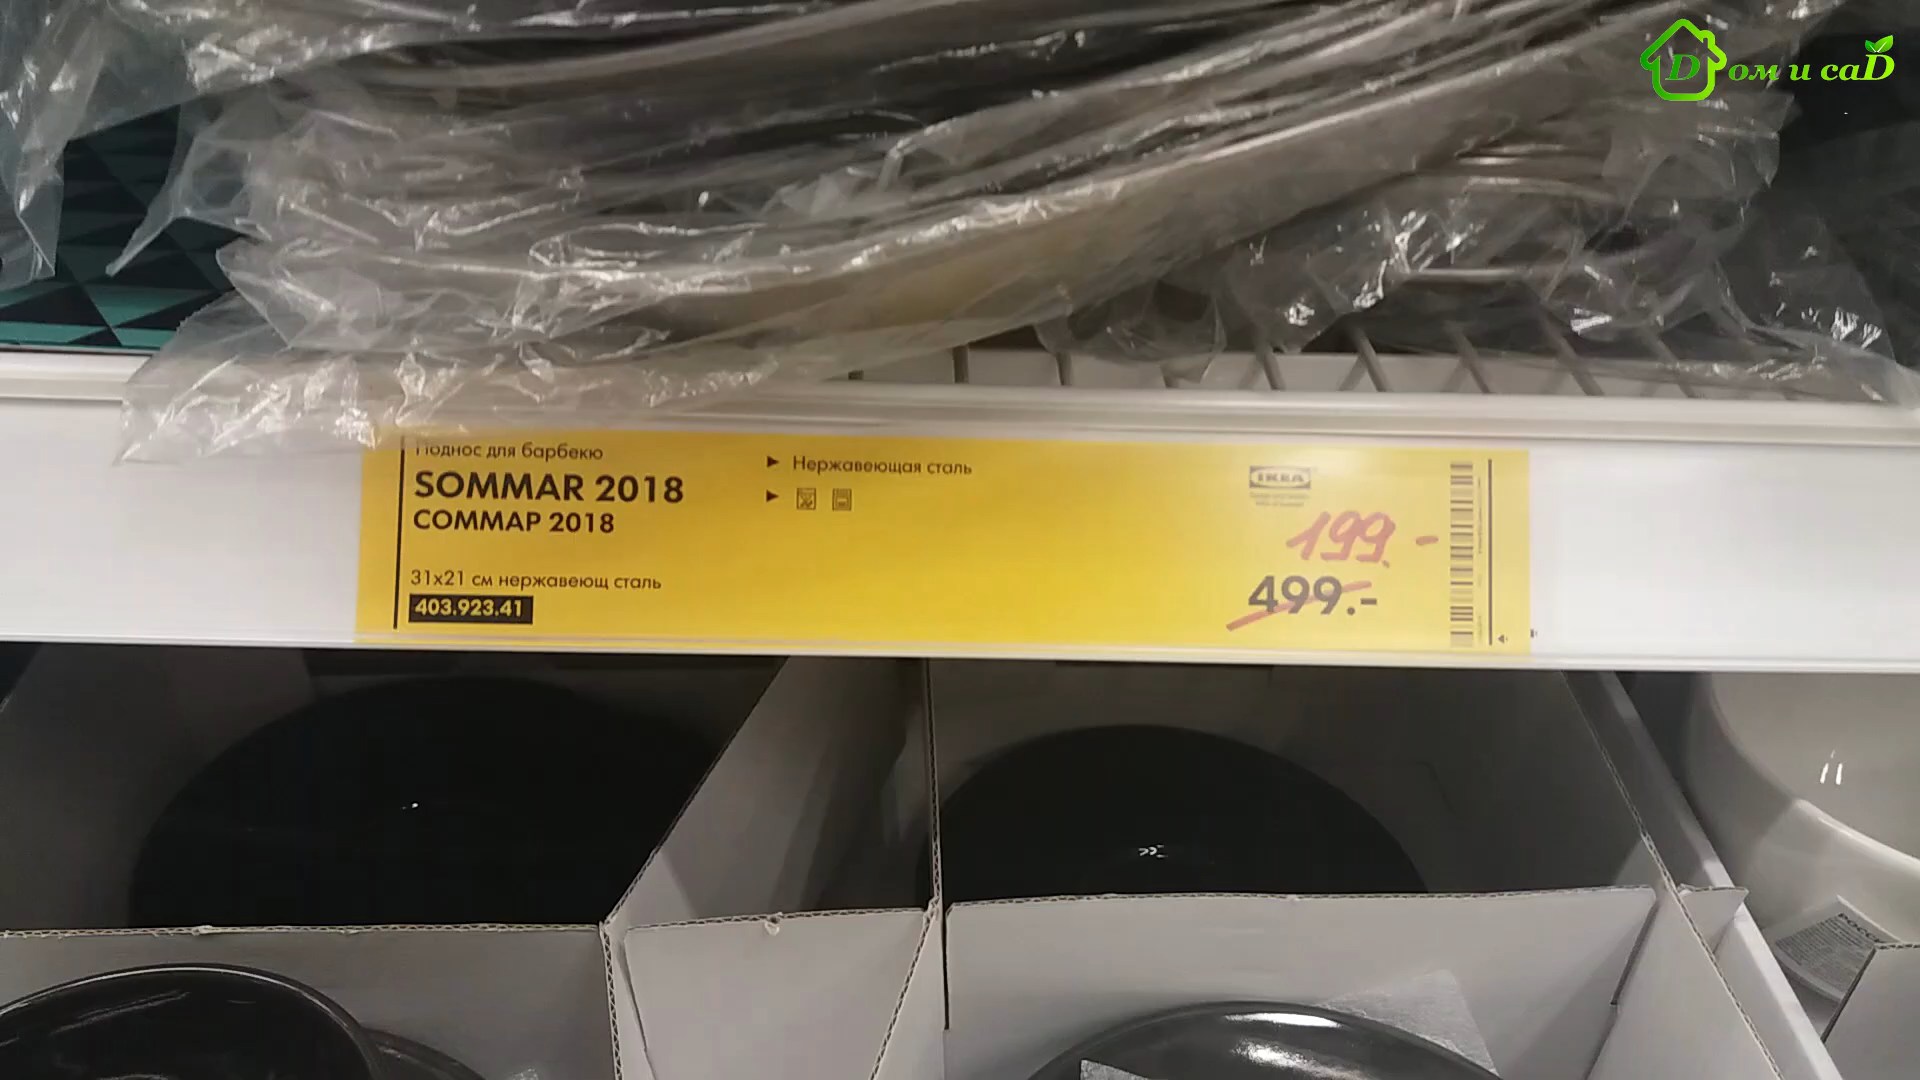 Dом и саD
Поднос для барбекю
SOMMAR 2018
СОММАР 2018
31x21 см нержавеющ сталь
403.923.41
Нержавеющая сталь
IKEA
199.-
499.-